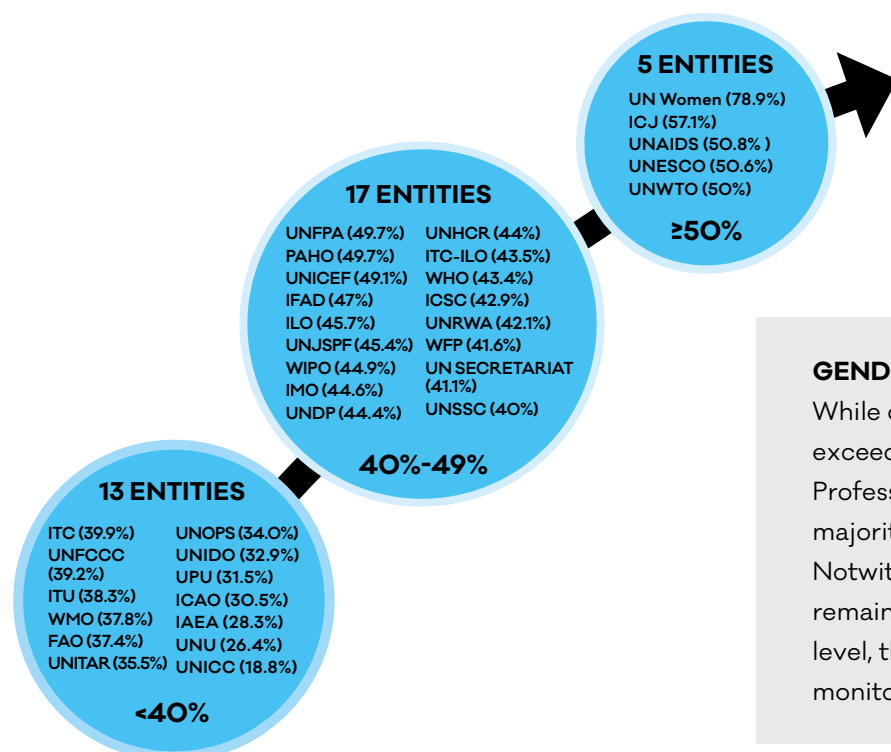 5 ENTITIES
UN Women (78.9%)
ICJ (57.1%)
UNAIDS (50.8% )
UNESCO (50.6%)
UNWTO (50%)
≥50%
17 ENTITIES
UNFPA (49.7%)
PAHO (49.7%)
UNICEF (49.1%)
IFAD (47%)
ILO (45.7%)
UNJSPF (45.4%)
WIPO (44.9%)
IMO (44.6%)
UNDP (44.4%)
UNHCR (44%)
ITC-ILO (43.5%)
WHO (43.4%)
ICSC (42.9%)
UNRWA (42.1%)
WFP (41.6%)
UN SECRETARIAT
(41.1%)
UNSSC (40%)
40%-49%
13 ENTITIES
ITC (39.9%)
UNFCCC
(39.2%)
ITU (38.3%)
WMO (37.8%)
FAO (37.4%)
UNITAR (35.5%)
UNOPS (34.0%)
UNIDO (32.9%)
UPU (31.5%)
ICAO (30.5%)
IAEA (28.3%)
UNU (26.4%)
UNICC (18.8%)
<40%
GEND
While
exceed
Profess
majorit
Notwit
remain
level, t
monito